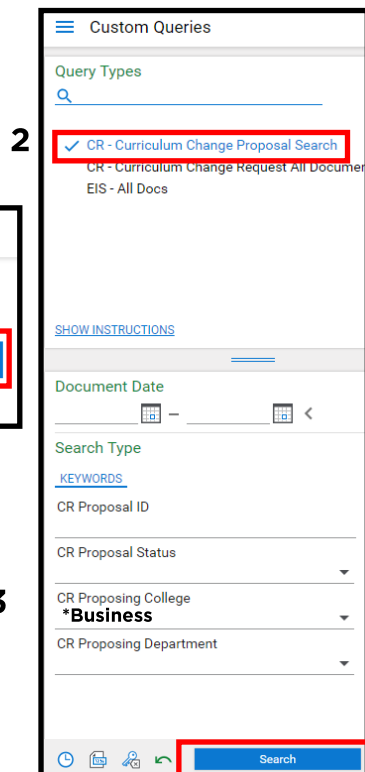 Custom Queries
Query Types
2
CR - Curriculum Change Proposal Search
CR - Curriculum Change Request All Documen
EIS - All Docs
SHOW INSTRUCTIONS
Document Date
–
Search Type
KEYWORDS
CR Proposal ID
CR Proposal Status
3
CR Proposing College
*Business
CR Proposing Department
Search